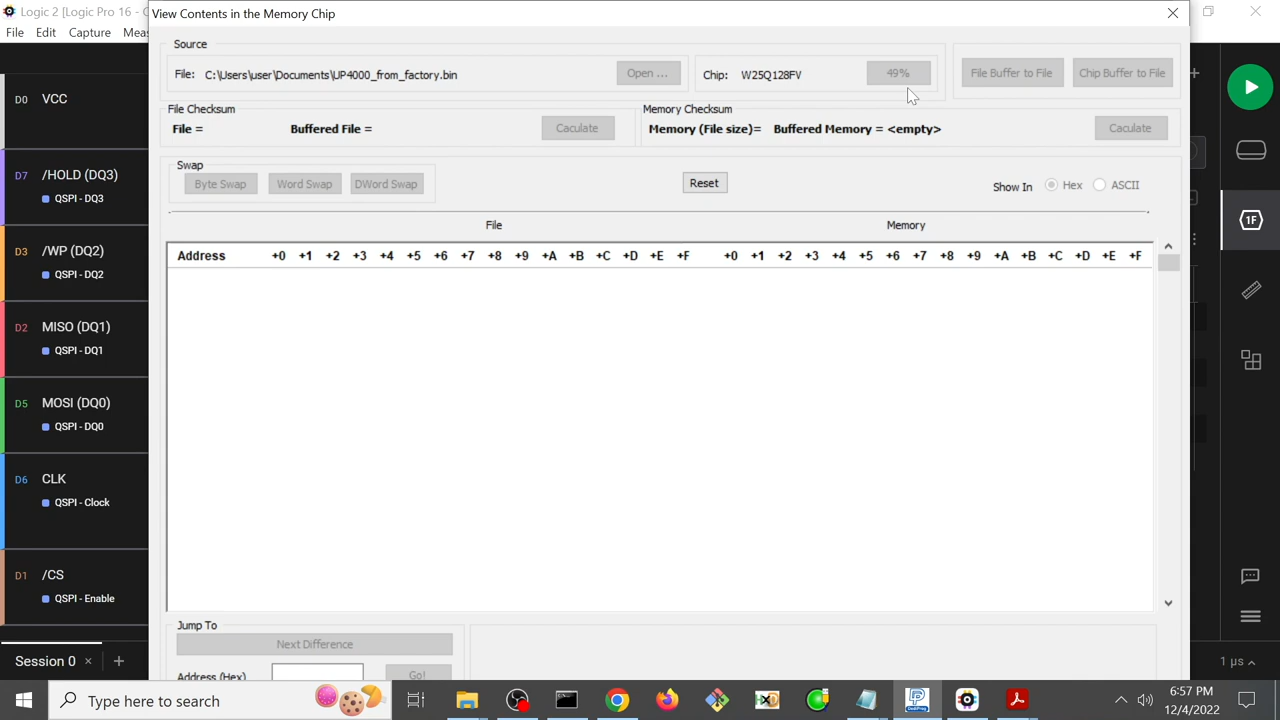 Logic 2 [Logic Pro 16 -
View Contents in the Memory Chip
File Edit Capture Meas
Source
File: C:\Users\user\Documents\UP4000_from_factory.bin
Open ...
Chip: W25Q128FV
49%
File Buffer to File
Chip Buffer to File
File Checksum
File =
Buffered File =
Caculate
Memory Checksum
Memory (File size)= Buffered Memory = <empty>
Caculate
Swap
Byte Swap
Word Swap
DWord Swap
Reset
Show In
Hex
ASCII
File
Memory
Address +0 +1 +2 +3 +4 +5 +6 +7 +8 +9 +A +B +C +D +E +F +0 +1 +2 +3 +4 +5 +6 +7 +8 +9 +A +B +C +D +E +F
D0 VCC
D7 /HOLD (DQ3)
QSPI - DQ3
D3 /WP (DQ2)
QSPI - DQ2
D2 MISO (DQ1)
QSPI - DQ1
D5 MOSI (DQ0)
QSPI - DQ0
D6 CLK
QSPI - Clock
D1 /CS
QSPI - Enable
1F
Jump To
Next Difference
Address (Hex)
Go!
Session 0
1 µs
Type here to search
DediProg
6:57 PM
12/4/2022